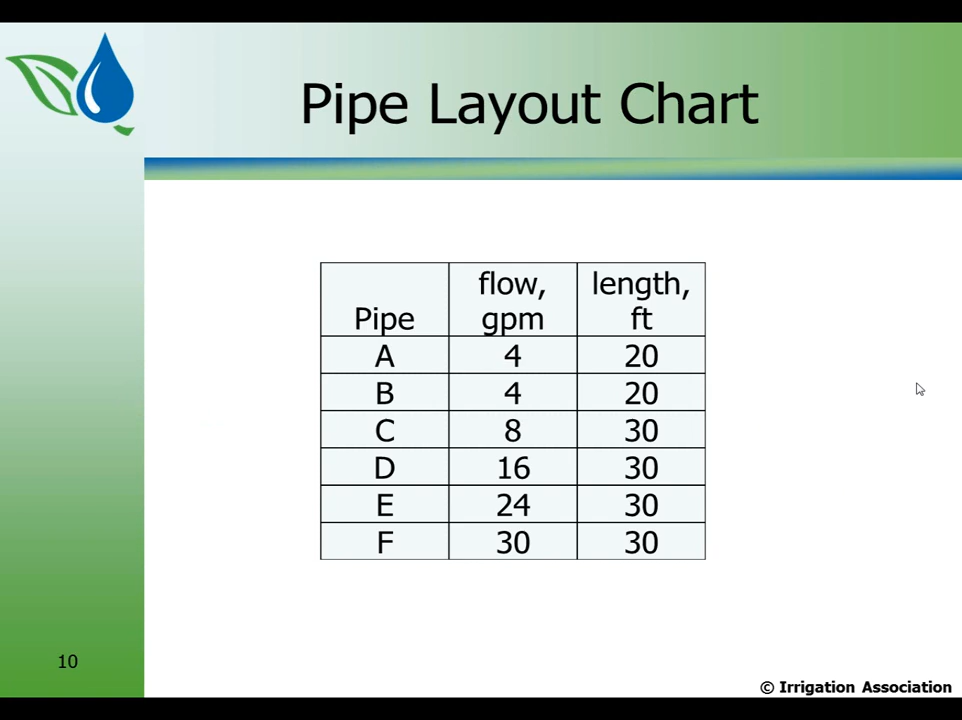 Pipe Layout Chart
Pipe flow, gpm length, ft
A 4 20
B 4 20
C 8 30
D 16 30
E 24 30
F 30 30
10
© Irrigation Association